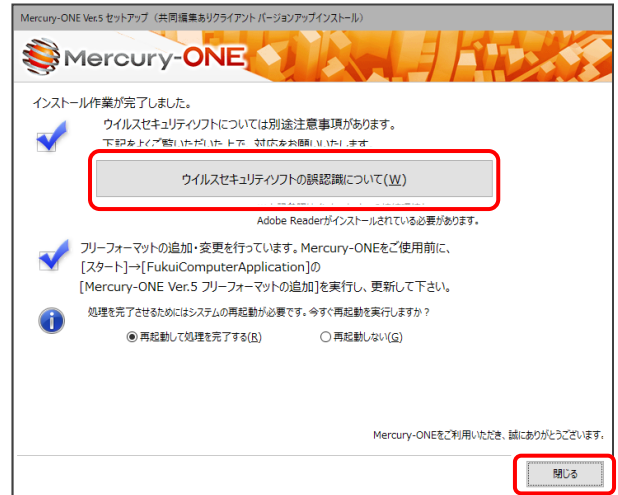 Mercury-ONE Ver.5 セットアップ（共同編集ありクライアント バージョンアップインストール）
Mercury-ONE
インストール作業が完了しました。
ウイルスセキュリティソフトについては別途注意事項があります。
下記をよくご覧いただいた上で、対応をお願いいたします
ウイルスセキュリティソフトの誤認識について(W)
Adobe Readerがインストールされている必要があります。
フリーフォーマットの追加・変更を行っています。Mercury-ONEをご使用前に、
[スタート]→[FukuiComputerApplication]の
[Mercury-ONE Ver.5 フリーフォーマットの追加]を実行し、更新して下さい。
処理を完了させるためにはシステムの再起動が必要です。今すぐ再起動を実行しますか？
再起動して処理を完了する(R) 再起動しない(G)
Mercury-ONEをご利用いただき、誠にありがとうございます。
閉じる